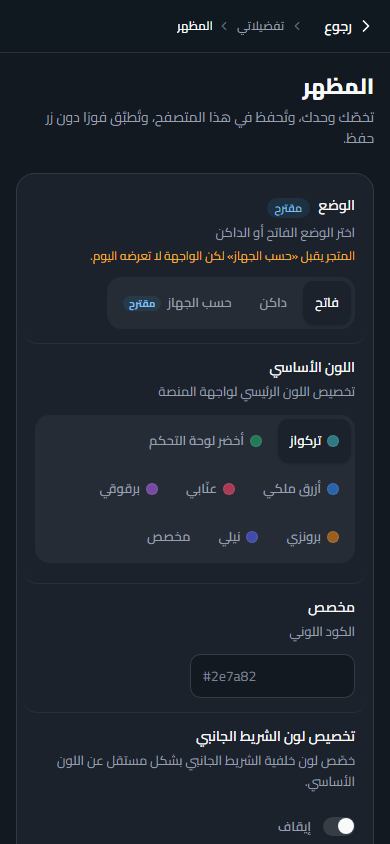 رجوع
تفضيلاتي
المظهر
المظهر
تخصّك وحدك، وتُحفظ في هذا المتصفح، وتُطبَّق فورًا دون زر
حفظ.
الوضع مقترح
اختر الوضع الفاتح أو الداكن
المتجر يقبل «حسب الجهاز» لكن الواجهة لا تعرضه اليوم.
فاتح داكن حسب الجهاز مقترح
اللون الأساسي
تخصيص اللون الرئيسي لواجهة المنصة
تركواز أخضر لوحة التحكم
أزرق ملكي عنّابي برقوقي
برونزي نيلي مخصص
مخصص
الكود اللوني
#2e7a82
تخصيص لون الشريط الجانبي
خصّص لون خلفية الشريط الجانبي بشكل مستقل عن اللون
الأساسي.
إيقاف